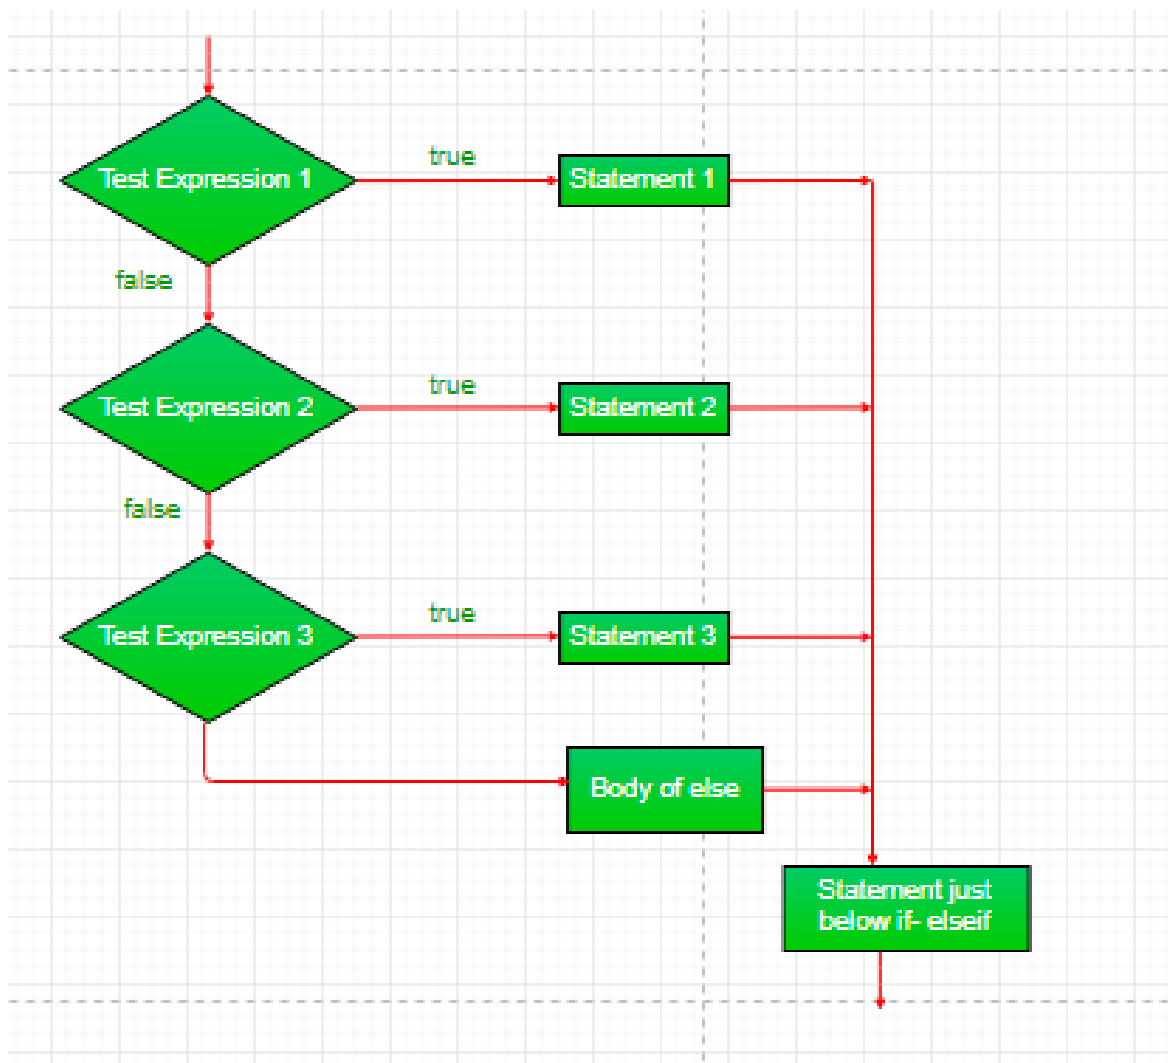 Test Expression 1
true
Statement 1
false
Test Expression 2
true
Statement 2
false
Test Expression 3
true
Statement 3
Body of else
Statement just
below if- elseif